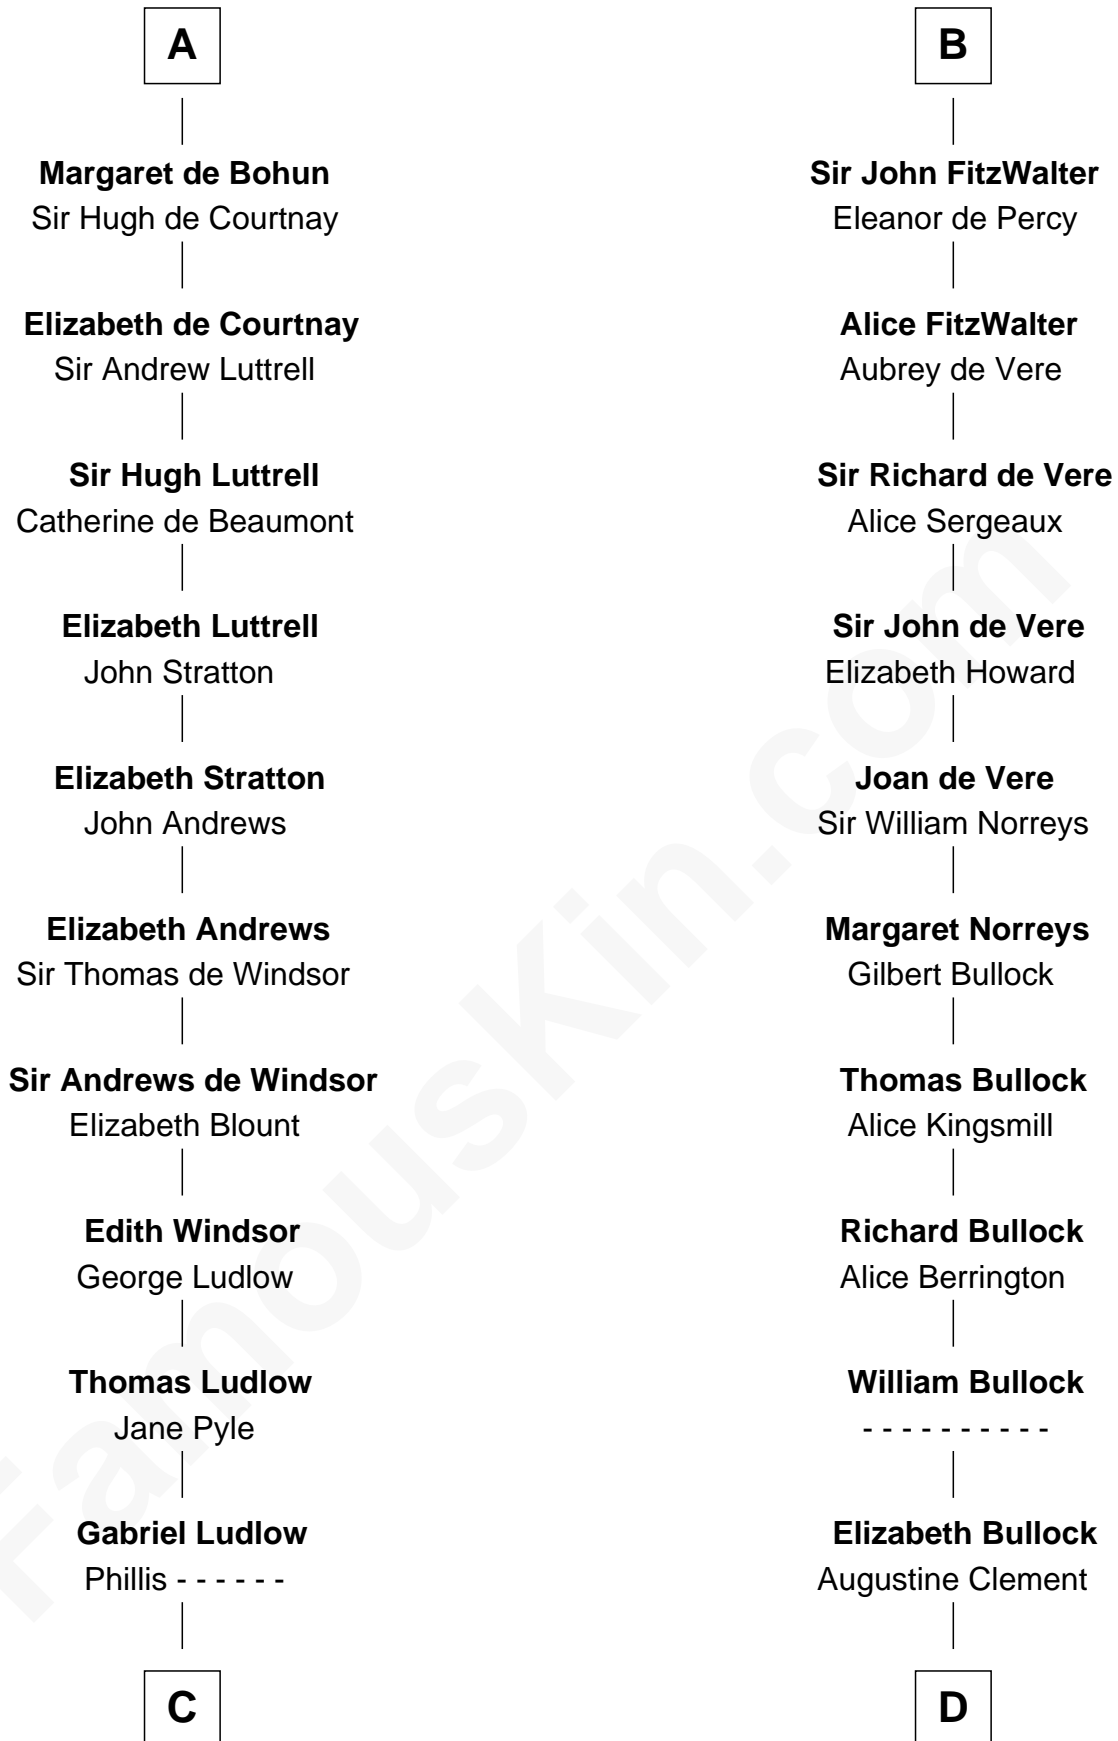 A
Margaret de Bohun
Sir Hugh de Courtnay
Elizabeth de Courtnay
Sir Andrew Luttrell
Sir Hugh Luttrell
Catherine de Beaumont
Elizabeth Luttrell
John Stratton
Elizabeth Stratton
John Andrews
Elizabeth Andrews
Sir Thomas de Windsor
Sir Andrews de Windsor
Elizabeth Blount
Edith Windsor
George Ludlow
Thomas Ludlow
Jane Pyle
Gabriel Ludlow
Phillis - - - - - -
C
B
Sir John FitzWalter
Eleanor de Percy
Alice FitzWalter
Aubrey de Vere
Sir Richard de Vere
Alice Sergeaux
Sir John de Vere
Elizabeth Howard
Joan de Vere
Sir William Norreys
Margaret Norreys
Gilbert Bullock
Thomas Bullock
Alice Kingsmill
Richard Bullock
Alice Berrington
William Bullock
- - - - - - - - - -
Elizabeth Bullock
Augustine Clement
D
FamousKin.com